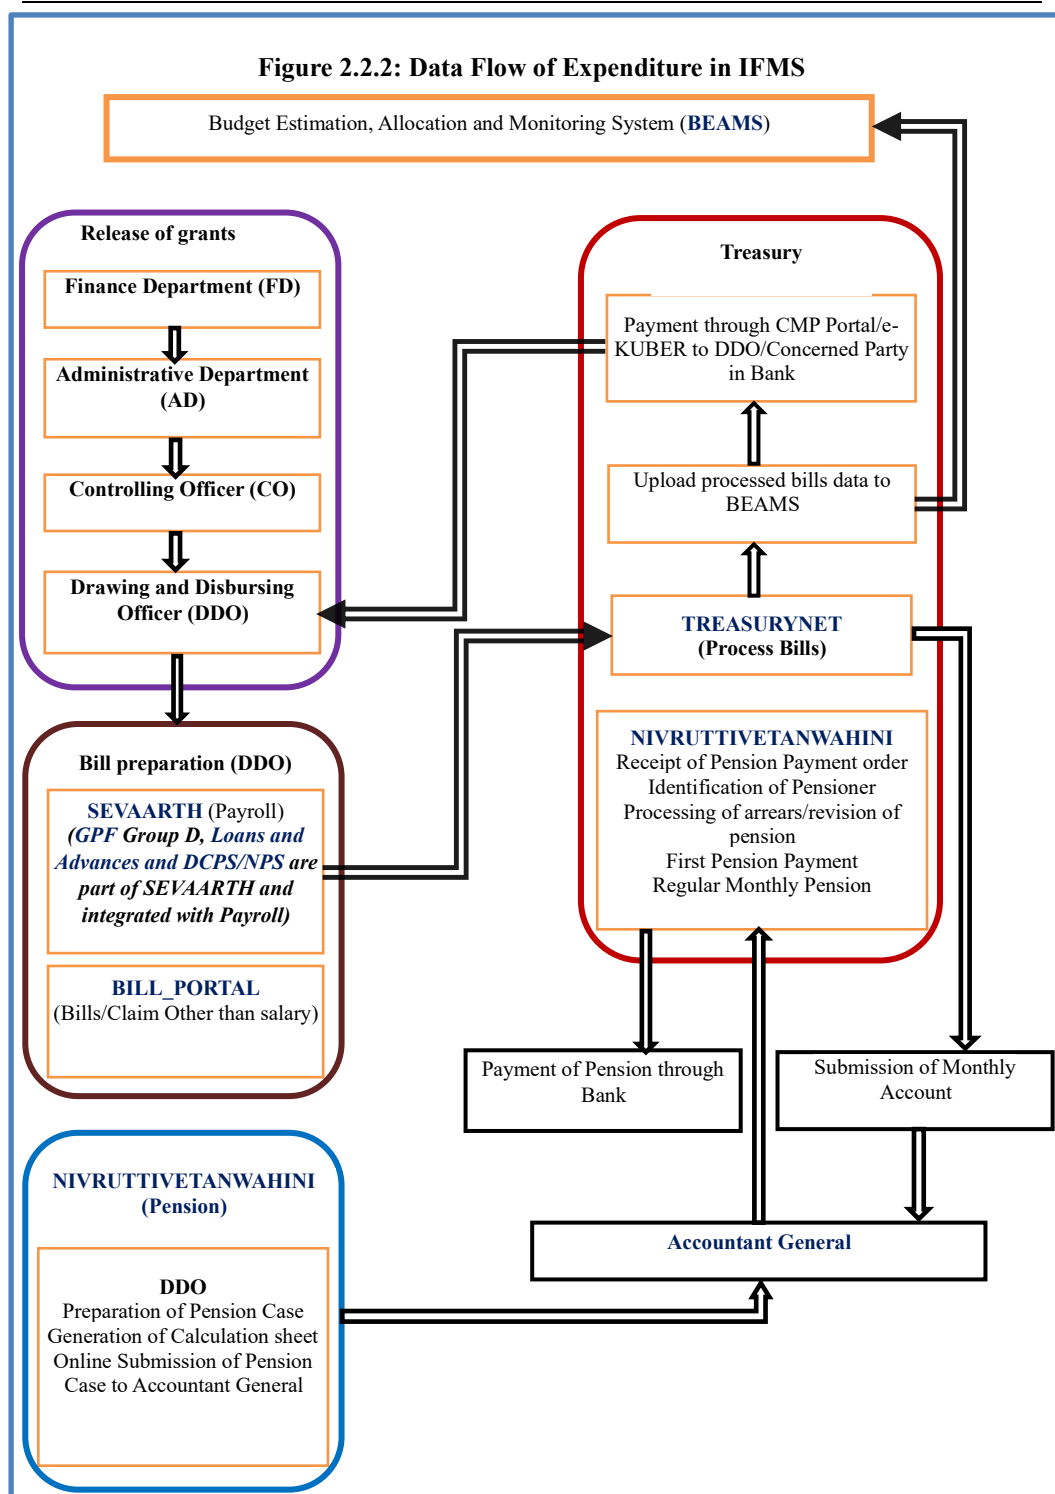 Figure 2.2.2: Data Flow of Expenditure in IFMS
Budget Estimation, Allocation and Monitoring System (BEAMS)
Release of grants
Finance Department (FD)
Administrative Department
(AD)
Controlling Officer (CO)
Drawing and Disbursing
Officer (DDO)
Treasury
Payment through CMP Portal/e-
KUBER to DDO/Concerned Party
in Bank
Upload processed bills data to
BEAMS
TREASURYNET
(Process Bills)
NIVRUTTIVETANWAHINI
Receipt of Pension Payment order
Identification of Pensioner
Processing of arrears/revision of
pension
First Pension Payment
Regular Monthly Pension
Bill preparation (DDO)
SEVAARTH (Payroll)
(GPF Group D, Loans and
Advances and DCPS/NPS are
part of SEVAARTH and
integrated with Payroll)
BILL_PORTAL
(Bills/Claim Other than salary)
Payment of Pension through
Bank
Submission of Monthly
Account
NIVRUTTIVETANWAHINI
(Pension)
DDO
Preparation of Pension Case
Generation of Calculation sheet
Online Submission of Pension
Case to Accountant General
Accountant General